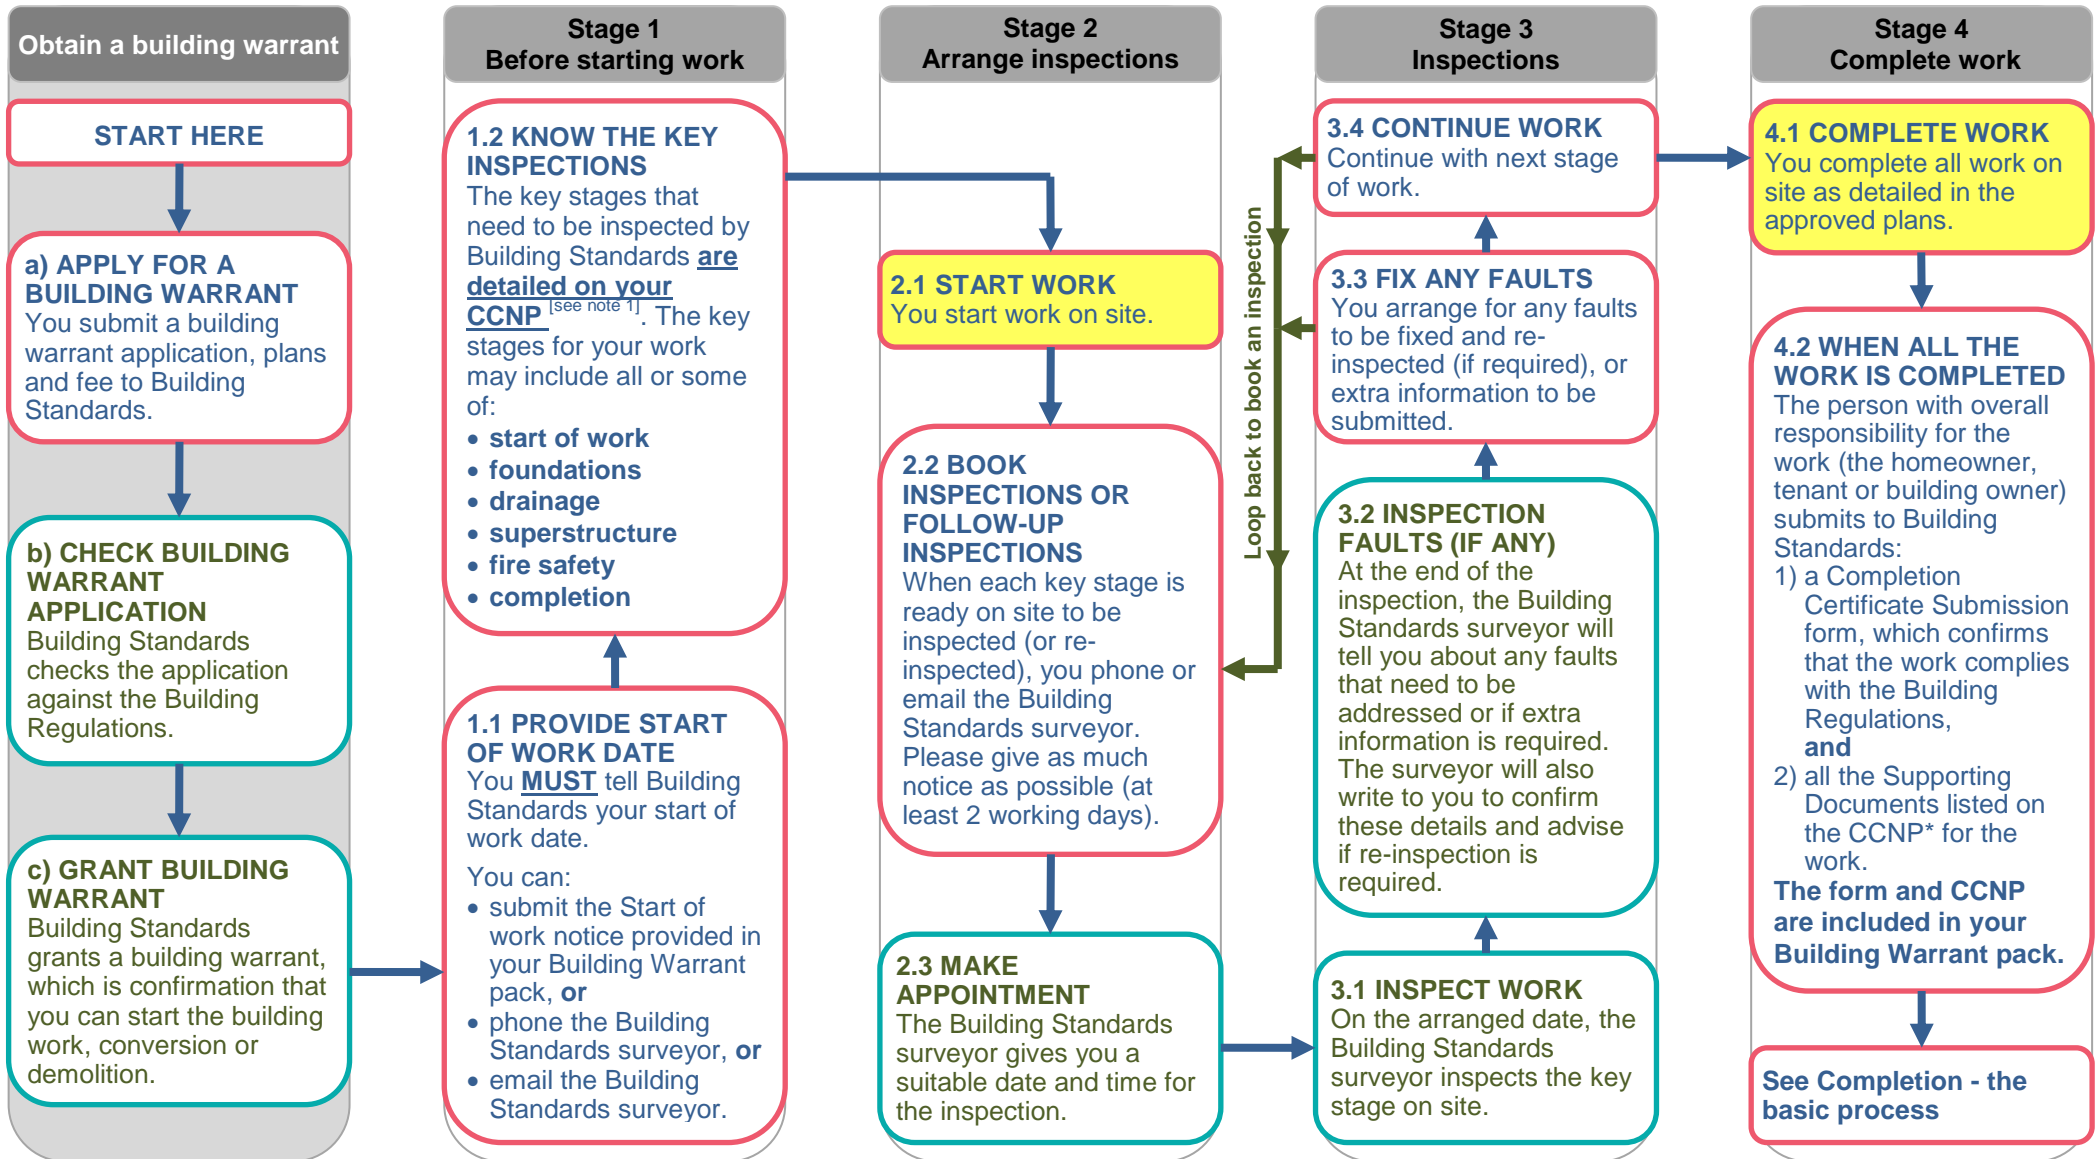 Obtain a building warrant
START HERE
a) APPLY FOR A
BUILDING WARRANT
You submit a building
warrant application, plans
and fee to Building
Standards.
b) CHECK BUILDING
WARRANT
APPLICATION
Building Standards
checks the application
against the Building
Regulations.
c) GRANT BUILDING
WARRANT
Building Standards
grants a building warrant,
which is confirmation that
you can start the building
work, conversion or
demolition.
Stage 1
Before starting work
1.2 KNOW THE KEY
INSPECTIONS
The key stages that
need to be inspected by
Building Standards are
detailed on your
CCNP [see note 1]. The key
stages for your work
may include all or some
of:
• start of work
• foundations
• drainage
• superstructure
• fire safety
• completion
1.1 PROVIDE START
OF WORK DATE
You MUST tell Building
Standards your start of
work date.
You can:
• submit the Start of
work notice provided in
your Building Warrant
pack, or
• phone the Building
Standards surveyor, or
• email the Building
Standards surveyor.
Stage 2
Arrange inspections
2.1 START WORK
You start work on site.
2.2 BOOK
INSPECTIONS OR
FOLLOW-UP
INSPECTIONS
When each key stage is
ready on site to be
inspected (or re-
inspected), you phone or
email the Building
Standards surveyor.
Please give as much
notice as possible (at
least 2 working days).
2.3 MAKE
APPOINTMENT
The Building Standards
surveyor gives you a
suitable date and time for
the inspection.
Loop back to book an inspection
Stage 3
Inspections
3.4 CONTINUE WORK
Continue with next stage
of work.
3.3 FIX ANY FAULTS
You arrange for any faults
to be fixed and re-
inspected (if required), or
extra information to be
submitted.
3.2 INSPECTION
FAULTS (IF ANY)
At the end of the
inspection, the Building
Standards surveyor will
tell you about any faults
that need to be
addressed or if extra
information is required.
The surveyor will also
write to you to confirm
these details and advise
if re-inspection is
required.
3.1 INSPECT WORK
On the arranged date, the
Building Standards
surveyor inspects the key
stage on site.
Stage 4
Complete work
4.1 COMPLETE WORK
You complete all work on
site as detailed in the
approved plans.
4.2 WHEN ALL THE
WORK IS COMPLETED
The person with overall
responsibility for the
work (the homeowner,
tenant or building owner)
submits to Building
Standards:
1) a Completion
Certificate Submission
form, which confirms
that the work complies
with the Building
Regulations,
and
2) all the Supporting
Documents listed on
the CCNP* for the
work.
The form and CCNP
are included in your
Building Warrant pack.
See Completion - the
basic process